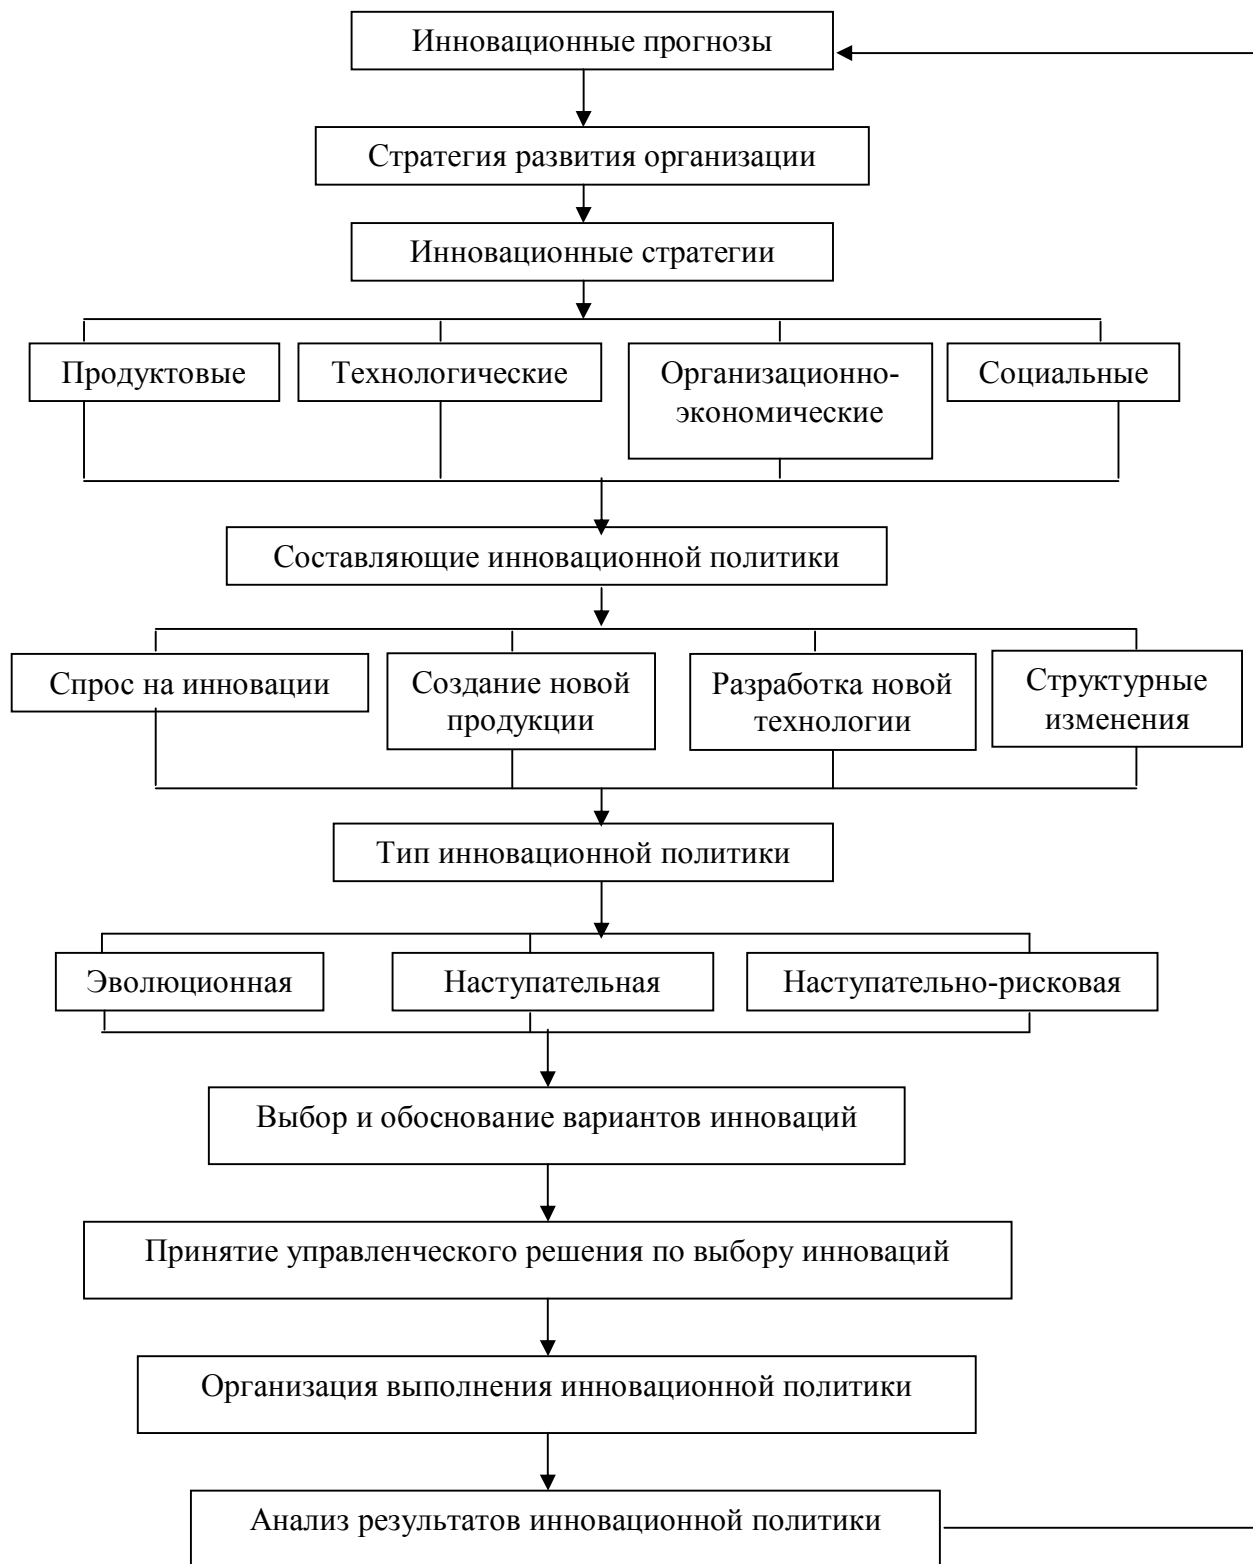 Инновационные прогнозы
Стратегия развития организации
Инновационные стратегии
Продуктовые
Технологические
Организационно-
экономические
Социальные
Составляющие инновационной политики
Спрос на инновации
Создание новой
продукции
Разработка новой
технологии
Структурные
изменения
Тип инновационной политики
Эволюционная
Наступательная
Наступательно-рисковая
Выбор и обоснование вариантов инноваций
Принятие управленческого решения по выбору инноваций
Организация выполнения инновационной политики
Анализ результатов инновационной политики